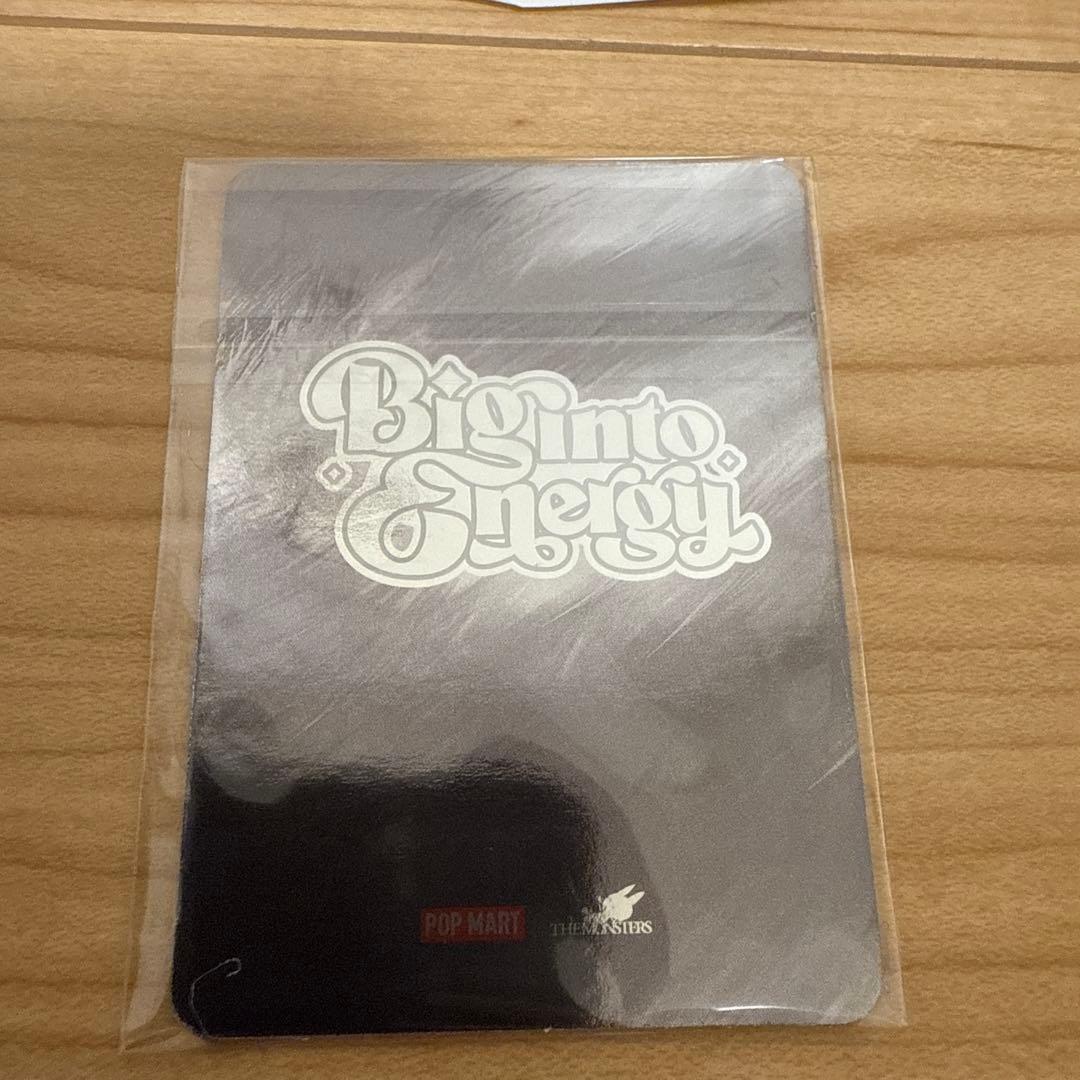 Big into
Energy
POP MART
THE MONSTERS